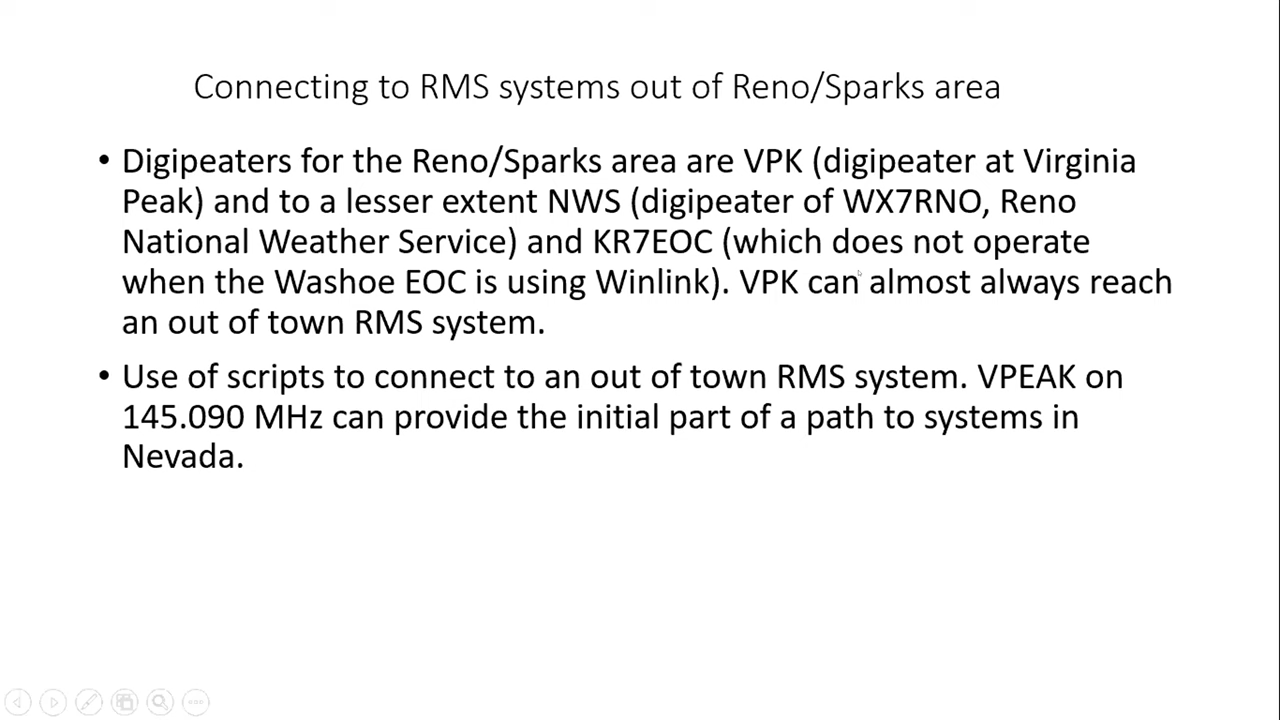 Connecting to RMS systems out of Reno/Sparks area
• Digipeaters for the Reno/Sparks area are VPK (digipeater at Virginia
Peak) and to a lesser extent NWS (digipeater of WX7RNO, Reno
National Weather Service) and KR7EOC (which does not operate
when the Washoe EOC is using Winlink). VPK can almost always reach
an out of town RMS system.
• Use of scripts to connect to an out of town RMS system. VPEAK on
145.090 MHz can provide the initial part of a path to systems in
Nevada.